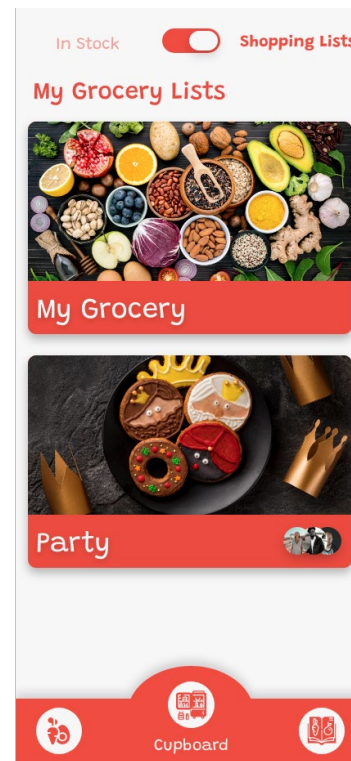 In Stock Shopping Lists
My Grocery Lists
My Grocery
Party
Cupboard